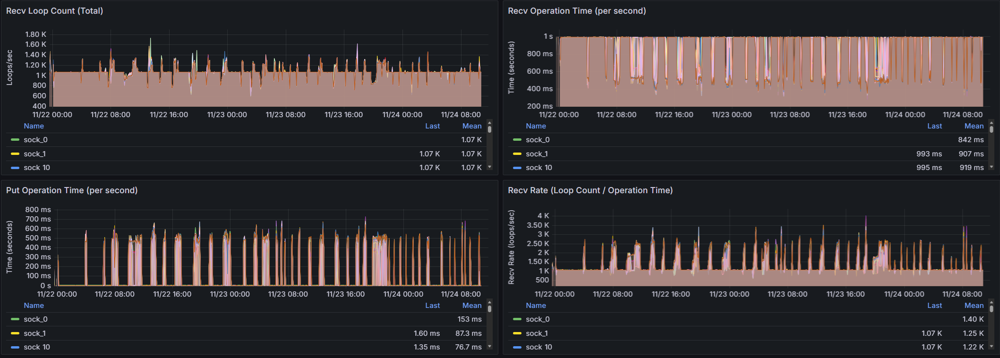 Recv Loop Count (Total)
Loops/sec
1.80 K
1.60 K
1.40 K
1.20 K
1 K
800
600
400
11/22 00:00 11/22 08:00 11/22 16:00 11/23 00:00 11/23 08:00 11/23 16:00 11/24 00:00 11/24 08:00
Name Last Mean
sock_0 1.07 K
sock_1 1.07 K 1.07 K
sock 10 1.07 K 1.07 K
Recv Operation Time (per second)
Time (seconds)
1 s
800 ms
600 ms
400 ms
200 ms
11/22 00:00 11/22 08:00 11/22 16:00 11/23 00:00 11/23 08:00 11/23 16:00 11/24 00:00 11/24 08:00
Name Last Mean
sock_0 842 ms
sock_1 993 ms 907 ms
sock 10 995 ms 919 ms
Put Operation Time (per second)
Time (seconds)
800 ms
700 ms
600 ms
500 ms
400 ms
300 ms
200 ms
100 ms
0 s
11/22 00:00 11/22 08:00 11/22 16:00 11/23 00:00 11/23 08:00 11/23 16:00 11/24 00:00 11/24 08:00
Name Last Mean
sock_0 153 ms
sock_1 1.60 ms 87.3 ms
sock 10 1.35 ms 76.7 ms
Recv Rate (Loop Count / Operation Time)
Recv Rate (loops/sec)
4 K
3.50 K
3 K
2.50 K
2 K
1.50 K
1 K
500
11/22 00:00 11/22 08:00 11/22 16:00 11/23 00:00 11/23 08:00 11/23 16:00 11/24 00:00 11/24 08:00
Name Last Mean
sock_0 1.40 K
sock_1 1.07 K 1.25 K
sock 10 1.07 K 1.22 K